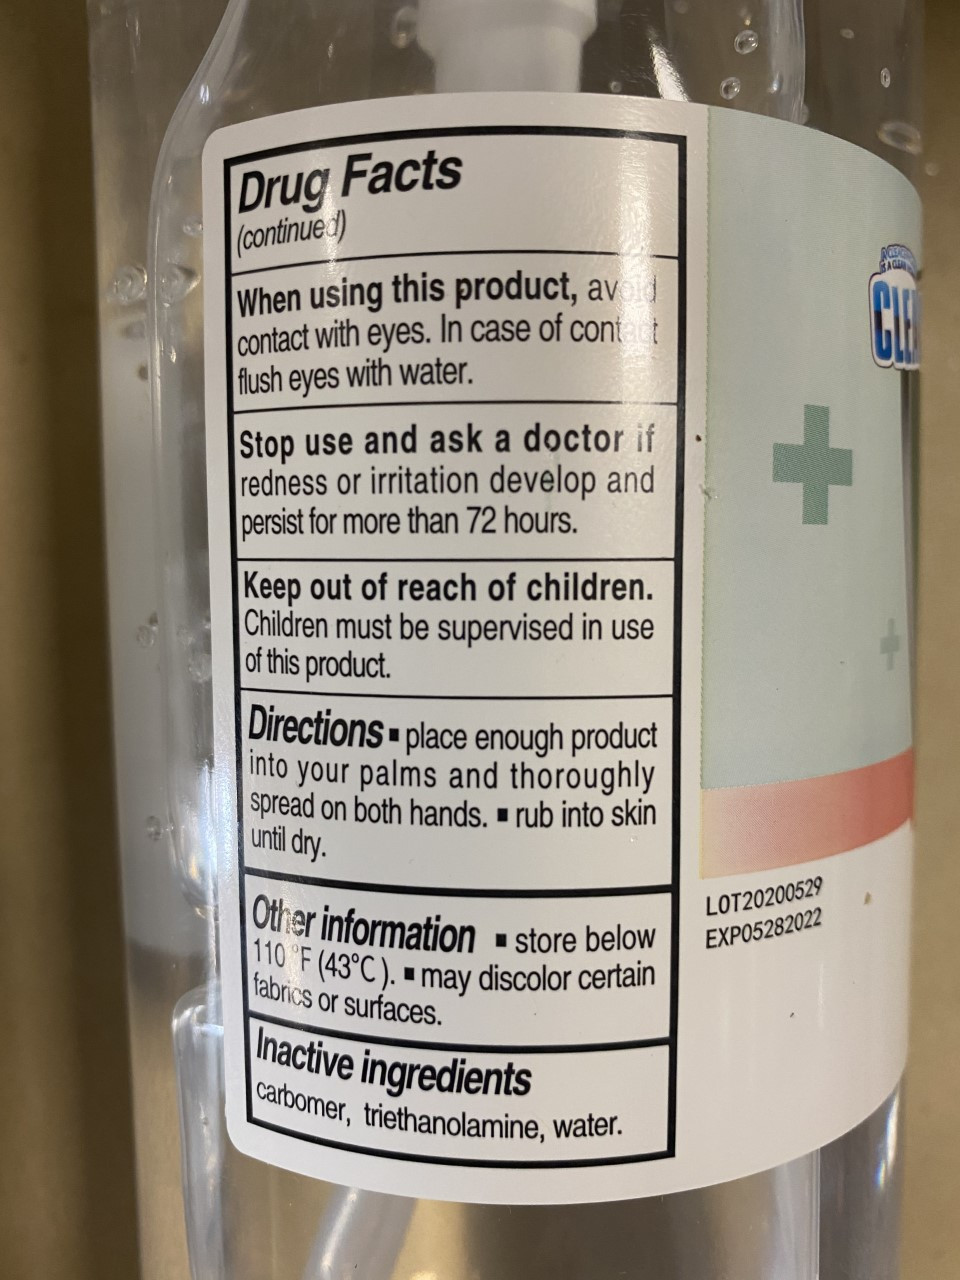 Drug Facts
(continued)
When using this product, avoid
contact with eyes. In case of contact
flush eyes with water.
Stop use and ask a doctor if
redness or irritation develop and
persist for more than 72 hours.
Keep out of reach of children.
Children must be supervised in use
of this product.
Directions ▪ place enough product
into your palms and thoroughly
spread on both hands. ▪ rub into skin
until dry.
Other information ▪ store below
110 °F (43°C ). ▪ may discolor certain
fabrics or surfaces.
Inactive ingredients
carbomer, triethanolamine, water.
CLEA
LOT20200529
EXP05282022